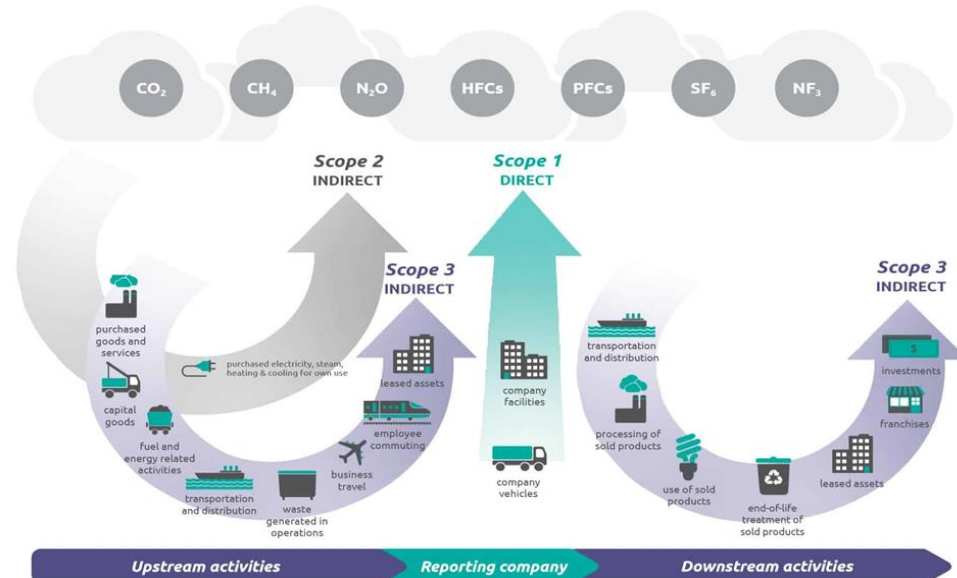 CO₂
CH₄
N₂O
HFCs
PFCs
SF₆
NF₃
Scope 2
INDIRECT
Scope 1
DIRECT
Scope 3
INDIRECT
Scope 3
INDIRECT
purchased
goods and
services
capital
goods
fuel and
energy related
activities
transportation
and distribution
waste
generated in
operations
business
travel
employee
commuting
leased assets
purchased electricity, steam,
heating & cooling for own use
company
facilities
company
vehicles
transportation
and distribution
processing of
sold products
use of sold
products
end-of-life
treatment of
sold products
leased assets
franchises
$
investments
Upstream activities
Reporting company
Downstream activities